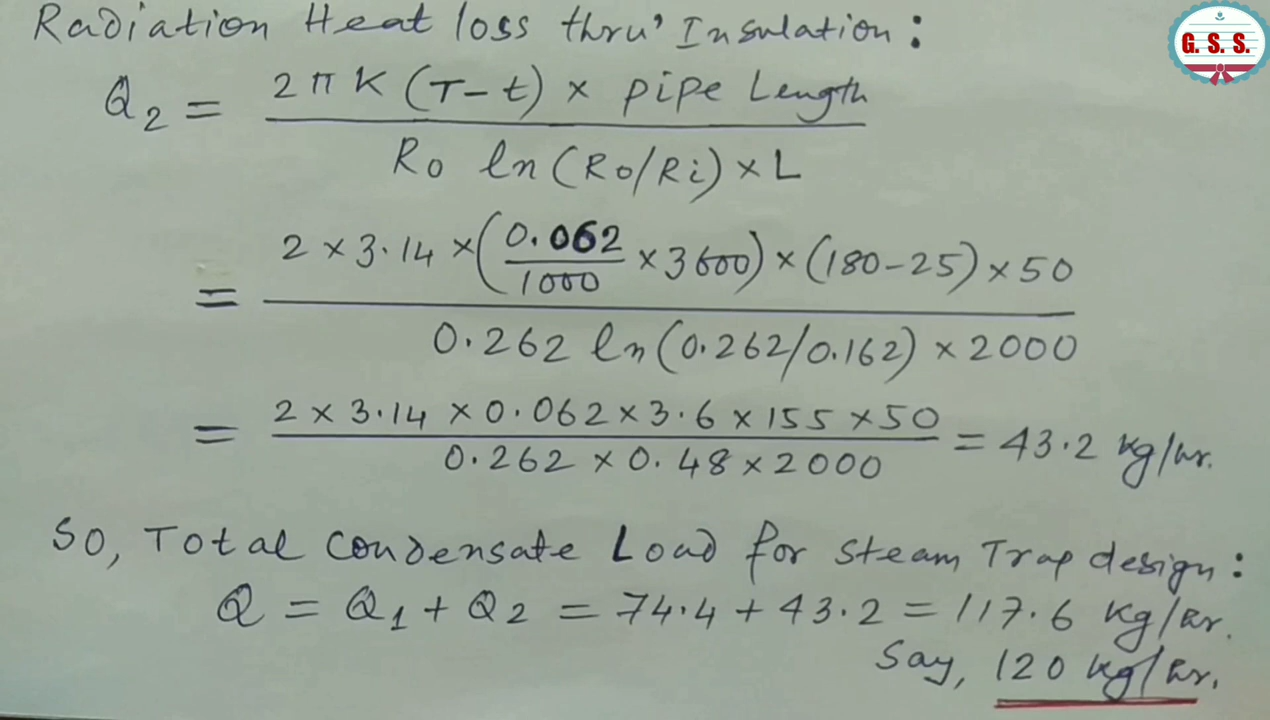 Radiation Heat loss thru' Insulation:
G. S. S.
Q2 = 2πK (T-t) × Pipe Length
Ro ln (Ro/Ri) × L
= 2 × 3.14 × (0.062/1000 × 3600) × (180-25) × 50
0.262 ln (0.262/0.162) × 2000
= 2 × 3.14 × 0.062 × 3.6 × 155 × 50
0.262 × 0.48 × 2000
= 43.2 kg/hr.
So, Total Condensate Load for Steam Trap design:
Q = Q1 + Q2 = 74.4 + 43.2 = 117.6 kg/hr.
Say, 120 kg/hr.